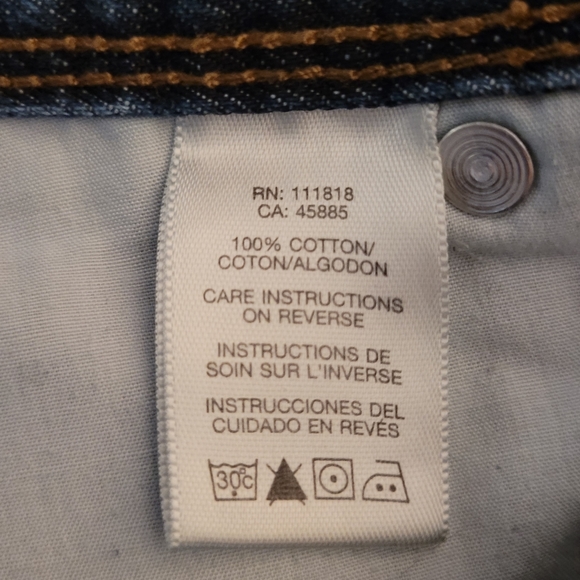 RN: 111818
CA: 45885
100% COTTON/
COTON/ALGODON
CARE INSTRUCTIONS
ON REVERSE
INSTRUCTIONS DE
SOIN SUR L'INVERSE
INSTRUCCIONES DEL
CUIDADO EN REVÉS
30°C